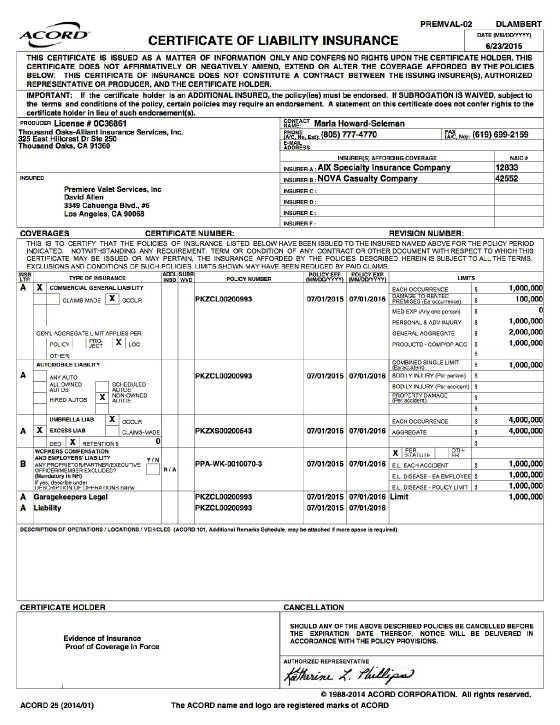 PREMVAL-02 DLAMBERT
ACORD
CERTIFICATE OF LIABILITY INSURANCE
DATE (MM/DD/YYYY)
6/23/2015
THIS CERTIFICATE IS ISSUED AS A MATTER OF INFORMATION ONLY AND CONFERS NO RIGHTS UPON THE CERTIFICATE HOLDER. THIS
CERTIFICATE DOES NOT AFFIRMATIVELY OR NEGATIVELY AMEND, EXTEND OR ALTER THE COVERAGE AFFORDED BY THE POLICIES
BELOW. THIS CERTIFICATE OF INSURANCE DOES NOT CONSTITUTE A CONTRACT BETWEEN THE ISSUING INSURER(S), AUTHORIZED
REPRESENTATIVE OR PRODUCER, AND THE CERTIFICATE HOLDER.
IMPORTANT: If the certificate holder is an ADDITIONAL INSURED, the policy(ies) must be endorsed. If SUBROGATION IS WAIVED, subject to
the terms and conditions of the policy, certain policies may require an endorsement. A statement on this certificate does not confer rights to the
certificate holder in lieu of such endorsement(s).
PRODUCER License # 0C36861
Thousand Oaks-Alliant Insurance Services, Inc.
325 East Hillcrest Dr Ste 250
Thousand Oaks, CA 91360
CONTACT NAME: Marla Howard-Seleman
PHONE (A/C, No, Ext): (805) 777-4770 FAX (A/C, No): (619) 699-2159
E-MAIL ADDRESS:
INSURER(S) AFFORDING COVERAGE NAIC #
INSURER A : AIX Specialty Insurance Company 12833
INSURED
INSURER B : NOVA Casualty Company 42552
Premiere Valet Services, Inc
David Allen
3349 Cahuenga Blvd., #6
Los Angeles, CA 90068
INSURER C :
INSURER D :
INSURER E :
INSURER F :
COVERAGES CERTIFICATE NUMBER: REVISION NUMBER:
THIS IS TO CERTIFY THAT THE POLICIES OF INSURANCE LISTED BELOW HAVE BEEN ISSUED TO THE INSURED NAMED ABOVE FOR THE POLICY PERIOD
INDICATED. NOTWITHSTANDING ANY REQUIREMENT, TERM OR CONDITION OF ANY CONTRACT OR OTHER DOCUMENT WITH RESPECT TO WHICH THIS
CERTIFICATE MAY BE ISSUED OR MAY PERTAIN, THE INSURANCE AFFORDED BY THE POLICIES DESCRIBED HEREIN IS SUBJECT TO ALL THE TERMS,
EXCLUSIONS AND CONDITIONS OF SUCH POLICIES. LIMITS SHOWN MAY HAVE BEEN REDUCED BY PAID CLAIMS.
INSR LTR TYPE OF INSURANCE ADDL INSD SUBR WVD POLICY NUMBER POLICY EFF (MM/DD/YYYY) POLICY EXP (MM/DD/YYYY) LIMITS
A X COMMERCIAL GENERAL LIABILITY EACH OCCURRENCE $ 1,000,000
CLAIMS-MADE X OCCUR PKZCL00200993 07/01/2015 07/01/2016 DAMAGE TO RENTED PREMISES (Ea occurrence) $ 100,000
MED EXP (Any one person) $ 0
PERSONAL & ADV INJURY $ 1,000,000
GEN'L AGGREGATE LIMIT APPLIES PER: GENERAL AGGREGATE $ 2,000,000
POLICY PRO-JECT X LOC PRODUCTS - COMP/OP AGG $ 1,000,000
OTHER: $
AUTOMOBILE LIABILITY COMBINED SINGLE LIMIT (Ea accident) $ 1,000,000
A ANY AUTO PKZCL00200993 07/01/2015 07/01/2016 BODILY INJURY (Per person) $
ALL OWNED AUTOS SCHEDULED AUTOS BODILY INJURY (Per accident) $
HIRED AUTOS X NON-OWNED AUTOS PROPERTY DAMAGE (Per accident) $
$
UMBRELLA LIAB X OCCUR EACH OCCURRENCE $ 4,000,000
A X EXCESS LIAB CLAIMS-MADE PKZXS00200543 07/01/2015 07/01/2016 AGGREGATE $ 4,000,000
DED X RETENTION $ 0 $
WORKERS COMPENSATION AND EMPLOYERS' LIABILITY Y / N X PER STATUTE OTH-ER
B ANY PROPRIETOR/PARTNER/EXECUTIVE OFFICER/MEMBER EXCLUDED? N / A PPA-WK-0010070-3 07/01/2015 07/01/2016 E.L. EACH ACCIDENT $ 1,000,000
(Mandatory in NH) E.L. DISEASE - EA EMPLOYEE $ 1,000,000
If yes, describe under DESCRIPTION OF OPERATIONS below E.L. DISEASE - POLICY LIMIT $ 1,000,000
A Garagekeepers Legal PKZCL00200993 07/01/2015 07/01/2016 Limit 1,000,000
A Liability PKZCL00200993 07/01/2015 07/01/2016
DESCRIPTION OF OPERATIONS / LOCATIONS / VEHICLES (ACORD 101, Additional Remarks Schedule, may be attached if more space is required)
CERTIFICATE HOLDER CANCELLATION
Evidence of Insurance
Proof of Coverage in Force
SHOULD ANY OF THE ABOVE DESCRIBED POLICIES BE CANCELLED BEFORE
THE EXPIRATION DATE THEREOF, NOTICE WILL BE DELIVERED IN
ACCORDANCE WITH THE POLICY PROVISIONS.
AUTHORIZED REPRESENTATIVE
Katherine L. Phillips
© 1988-2014 ACORD CORPORATION. All rights reserved.
ACORD 25 (2014/01) The ACORD name and logo are registered marks of ACORD